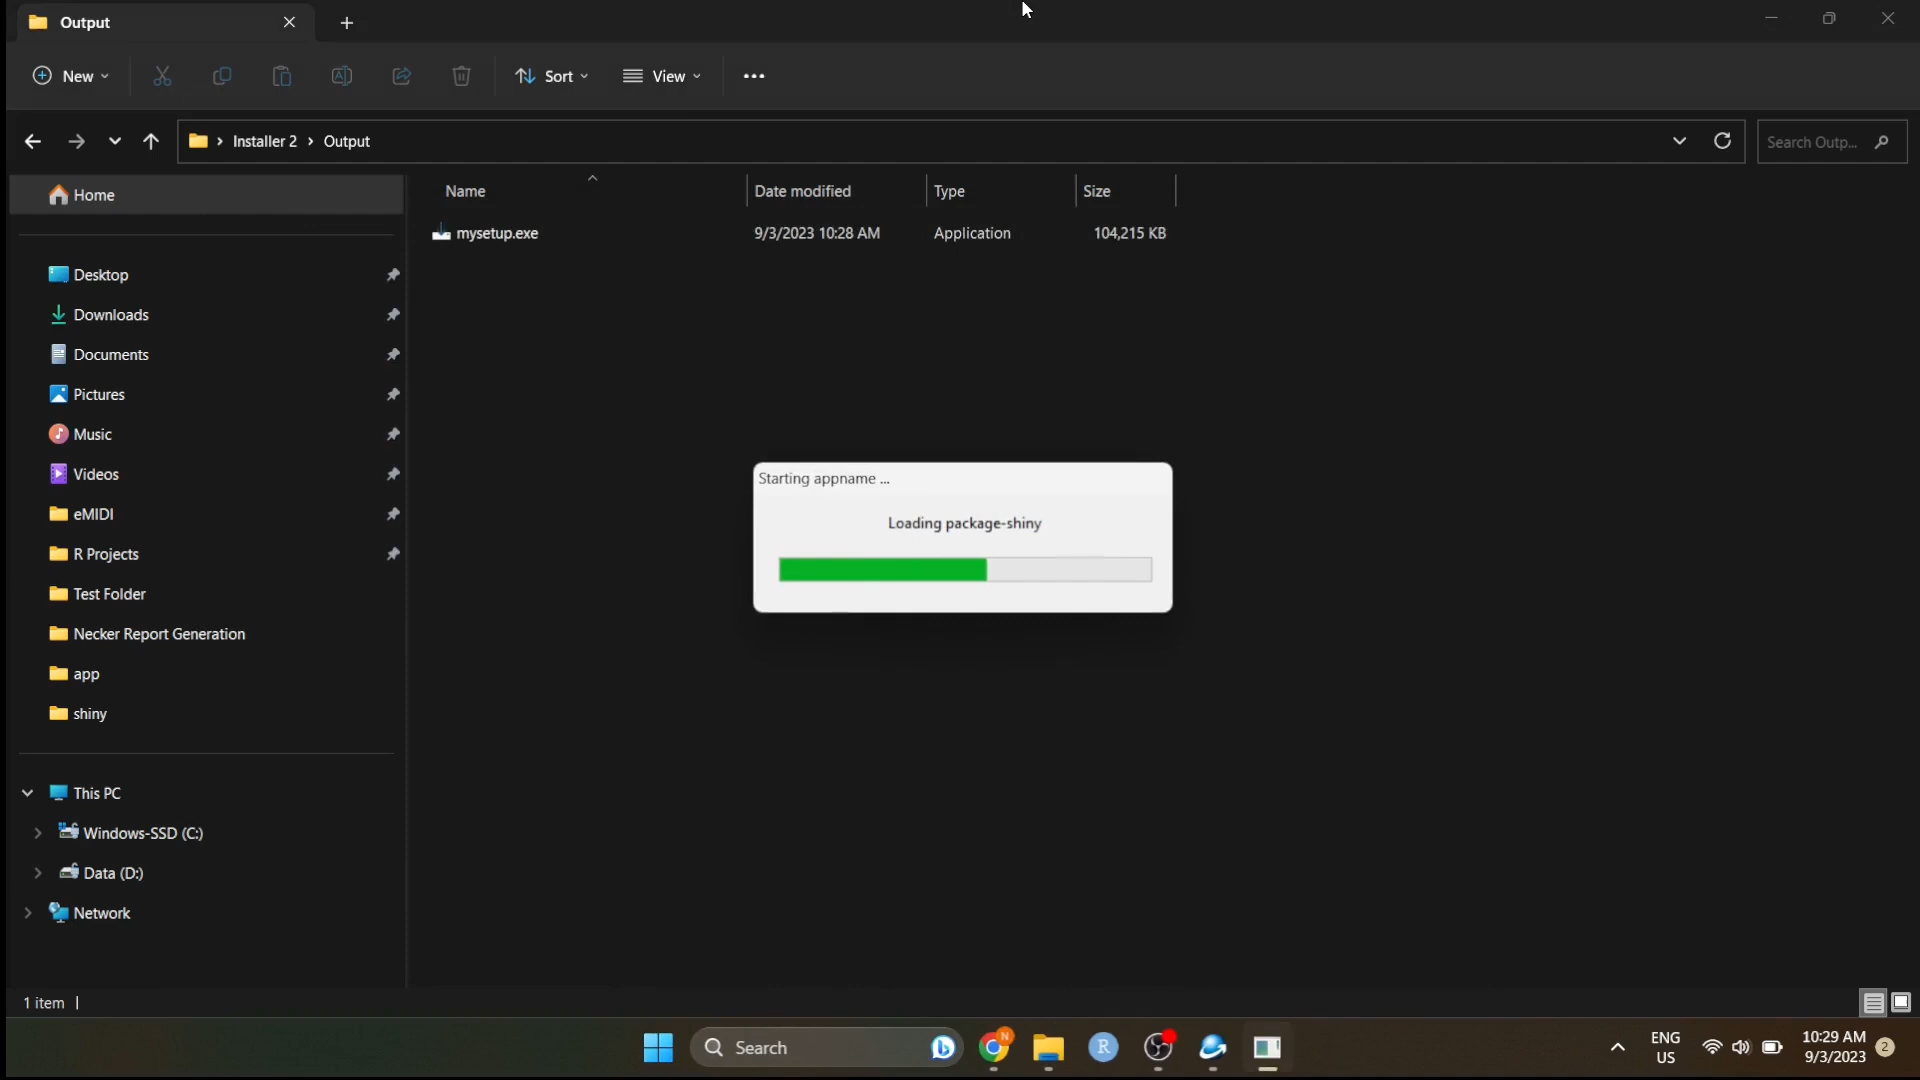 Output
New
Sort
View
Installer 2 > Output
Search Outp...
Home
Name
Date modified
Type
Size
mysetup.exe
9/3/2023 10:28 AM
Application
104,215 KB
Desktop
Downloads
Documents
Pictures
Music
Videos
eMIDI
R Projects
Test Folder
Necker Report Generation
app
shiny
Starting appname ...
Loading package-shiny
This PC
Windows-SSD (C:)
Data (D:)
Network
1 item
Search
N
R
ENG
US
10:29 AM
9/3/2023
2